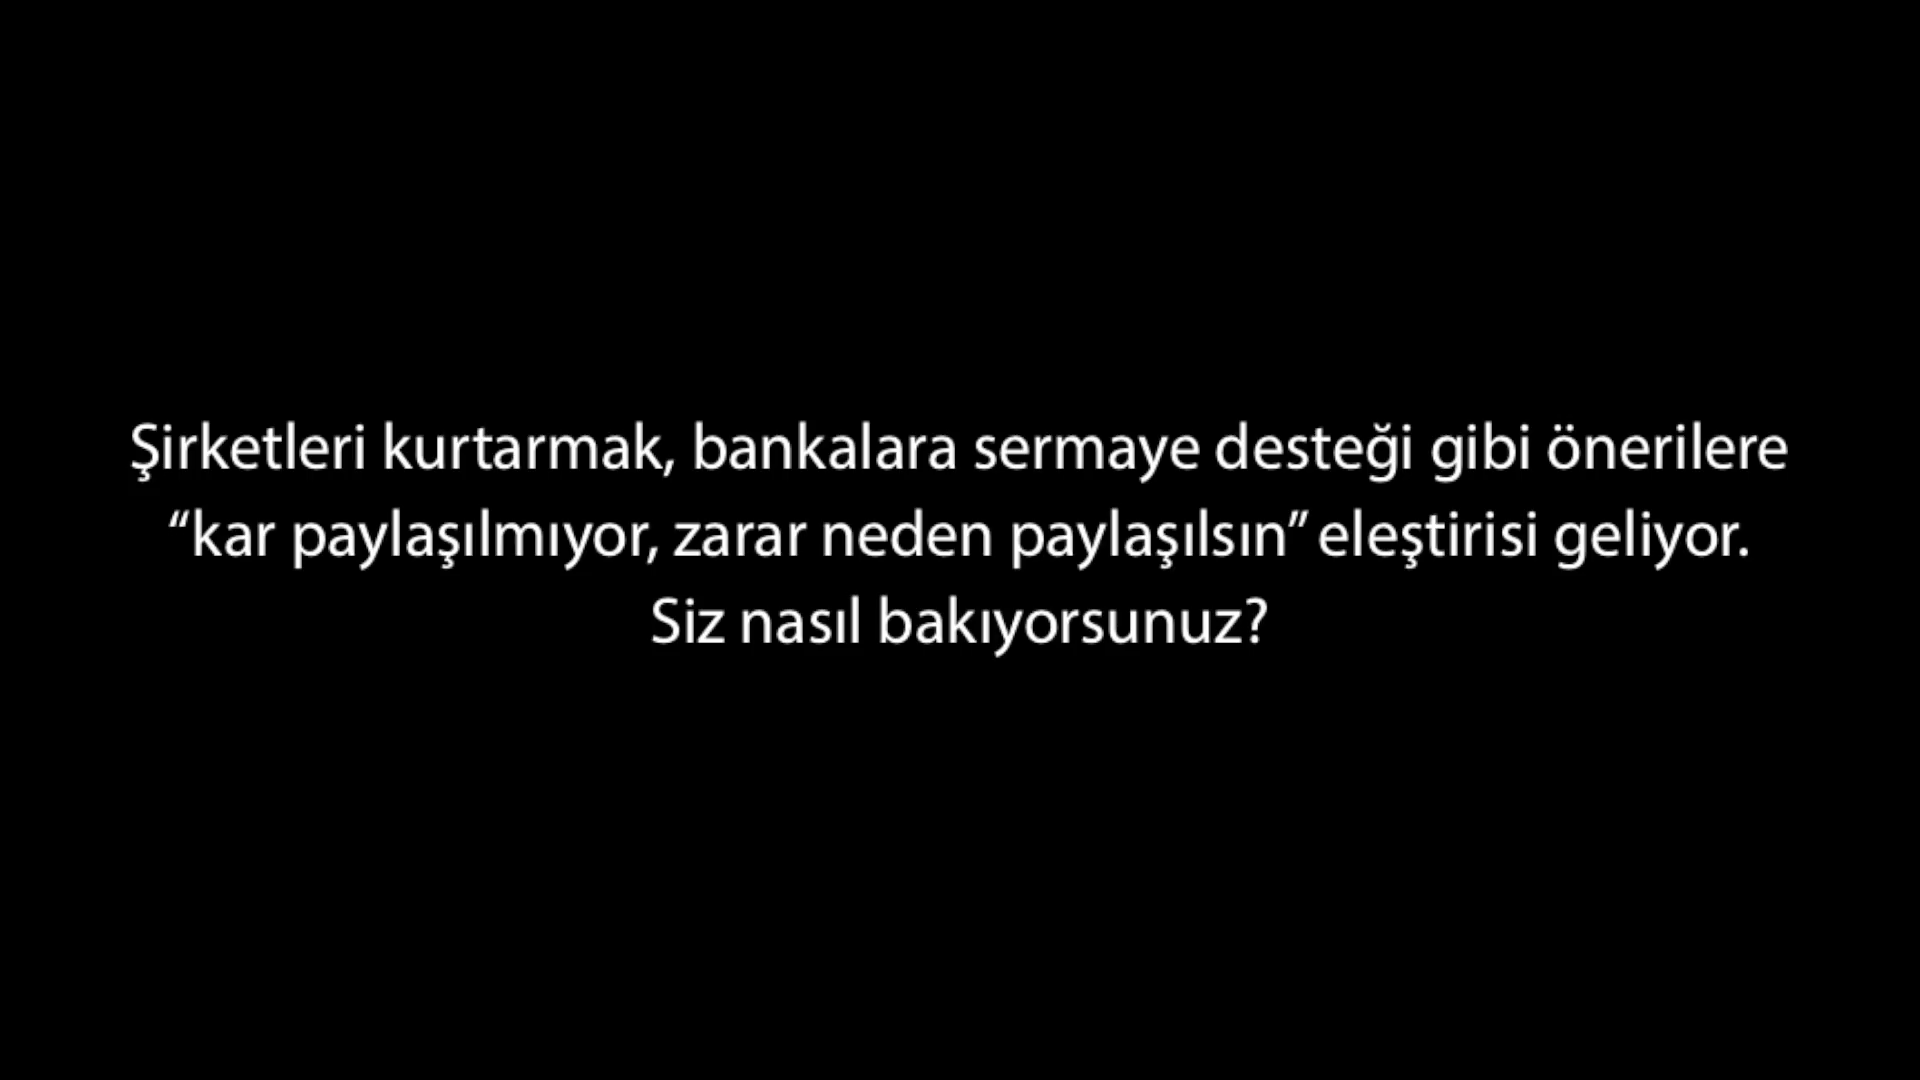 Şirketleri kurtarmak, bankalara sermaye desteği gibi önerilere
“kar paylaşılmıyor, zarar neden paylaşılsın” eleştirisi geliyor.
Siz nasıl bakıyorsunuz?